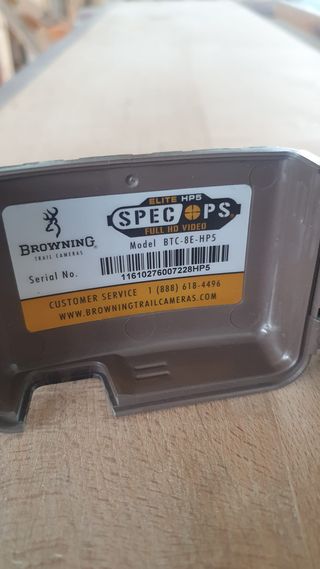 BROWNING
TRAIL CAMERAS
ELITE HP5
SPEC OPS
FULL HD VIDEO
Model BTC-8E-HP5
Serial No.
11610276007228HP5
CUSTOMER SERVICE 1 (888) 618-4496
WWW.BROWNINGTRAILCAMERAS.COM